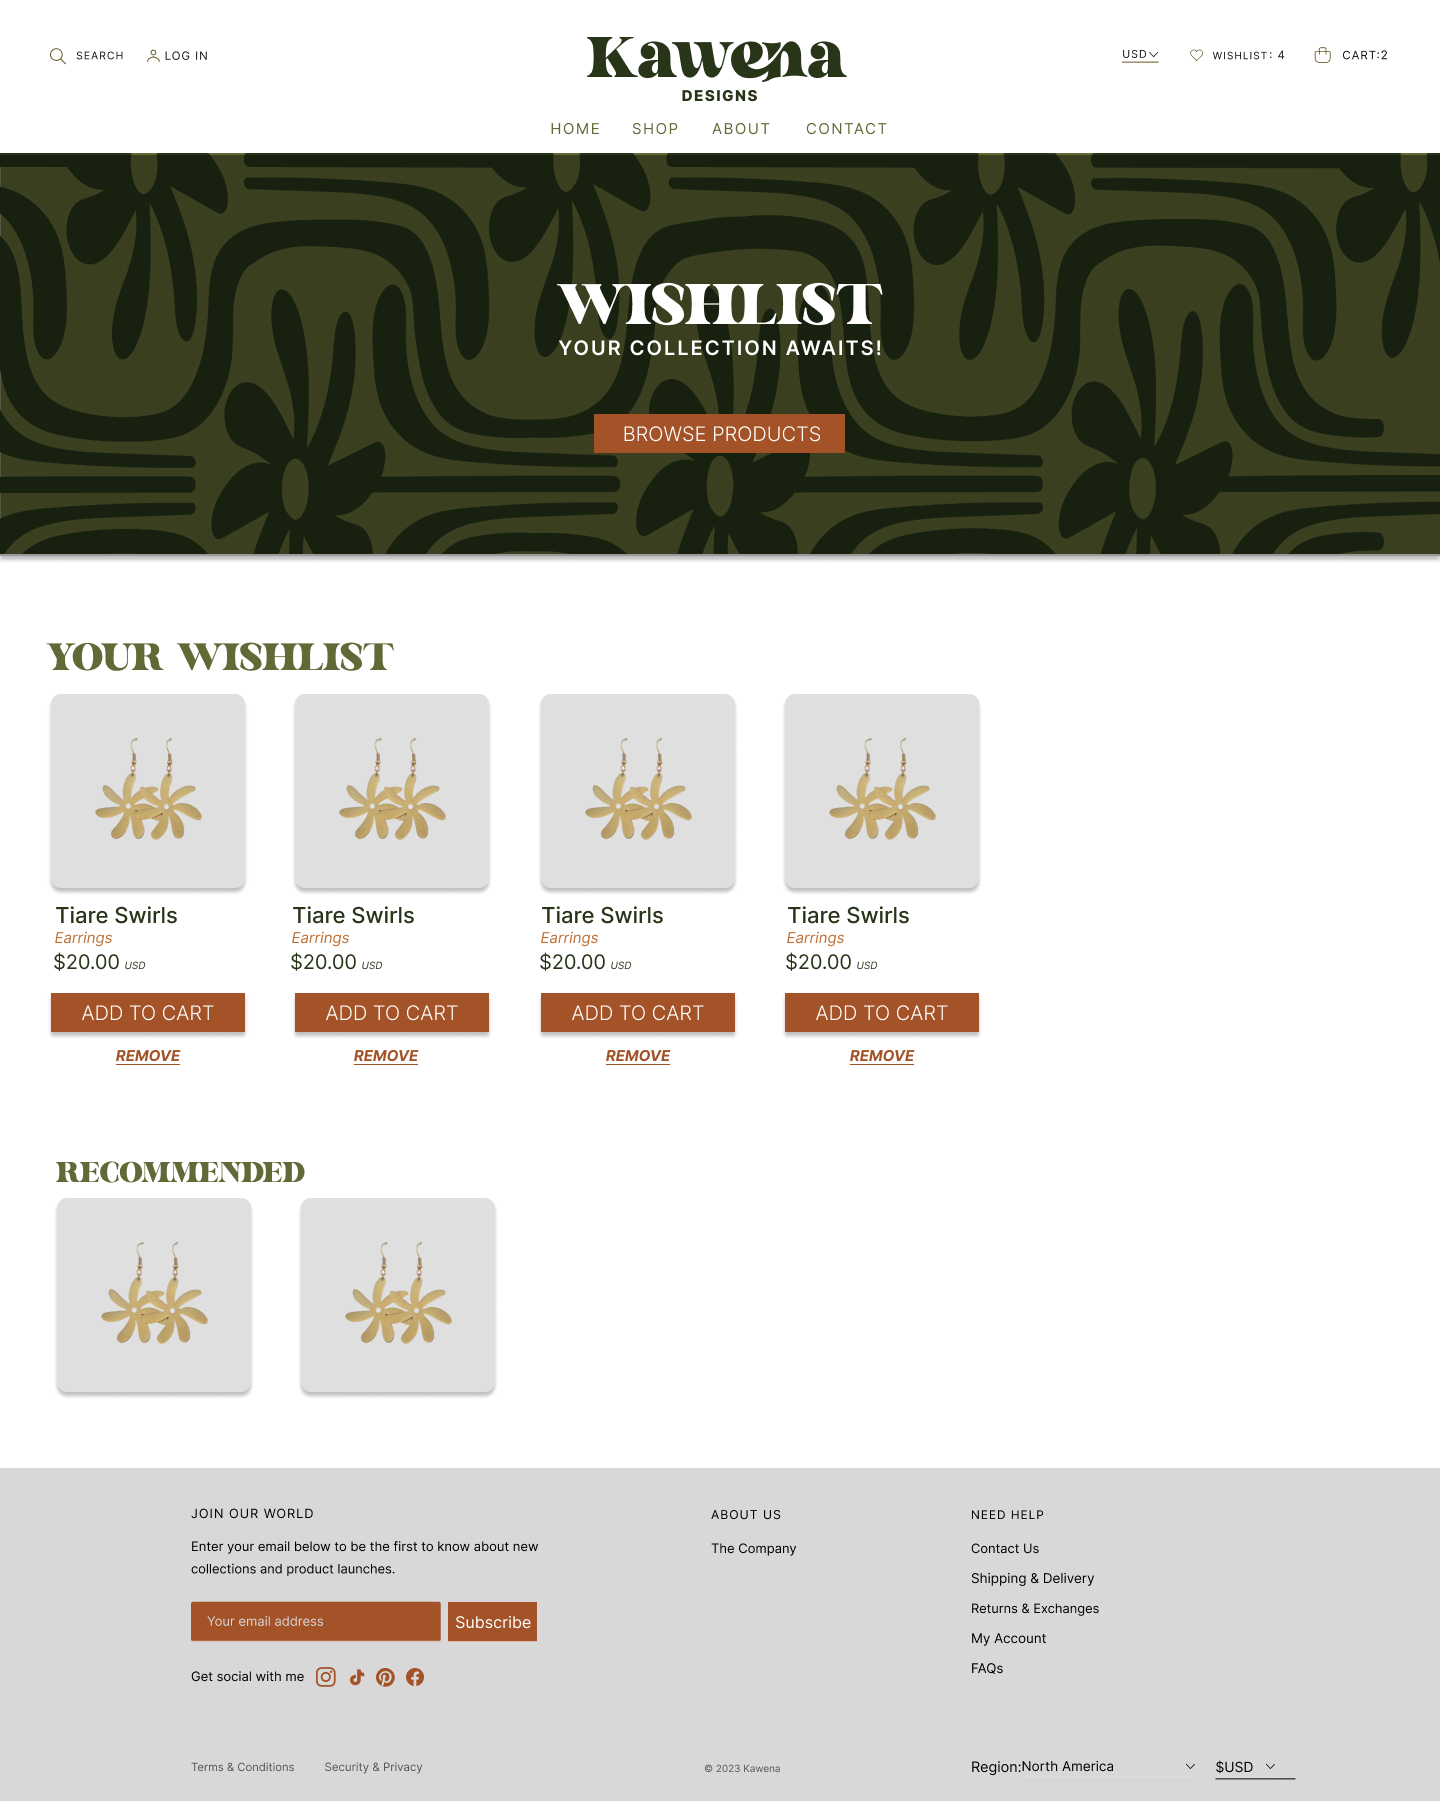 SEARCH LOG IN Kawena USD WISHLIST: 4 CART:2
DESIGNS
HOME SHOP ABOUT CONTACT
WISHLIST
YOUR COLLECTION AWAITS!
BROWSE PRODUCTS
YOUR WISHLIST
Tiare Swirls Tiare Swirls Tiare Swirls Tiare Swirls
Earrings Earrings Earrings Earrings
$20.00 USD $20.00 USD $20.00 USD $20.00 USD
ADD TO CART ADD TO CART ADD TO CART ADD TO CART
REMOVE REMOVE REMOVE REMOVE
RECOMMENDED
JOIN OUR WORLD
Enter your email below to be the first to know about new
collections and product launches.
Your email address Subscribe
Get social with me
ABOUT US
The Company
NEED HELP
Contact Us
Shipping & Delivery
Returns & Exchanges
My Account
FAQs
Terms & Conditions Security & Privacy © 2023 Kawena Region:North America $USD